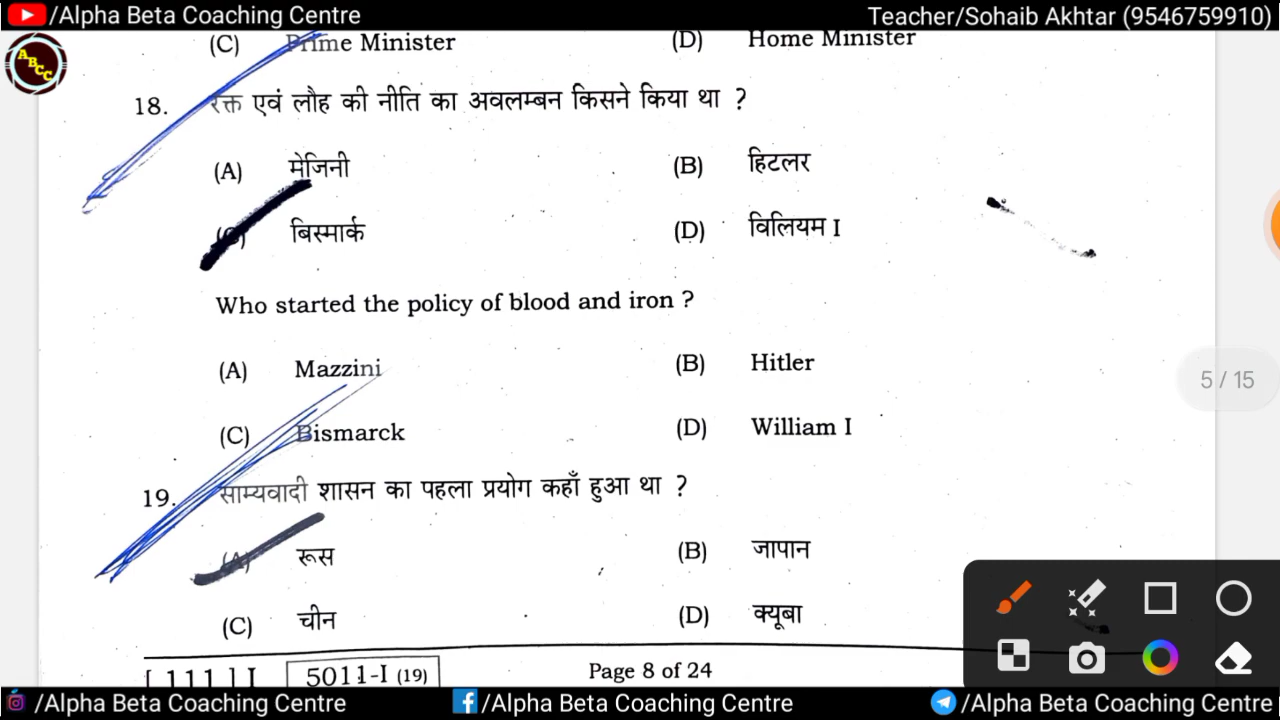 /Alpha Beta Coaching Centre
Teacher/Sohaib Akhtar (9546759910)
ABCC
(C) Prime Minister (D) Home Minister
18. रक्त एवं लौह की नीति का अवलम्बन किसने किया था ?
(A) मेजिनी (B) हिटलर
(C) बिस्मार्क (D) विलियम I
Who started the policy of blood and iron ?
(A) Mazzini (B) Hitler
(C) Bismarck (D) William I
5 / 15
19. साम्यवादी शासन का पहला प्रयोग कहाँ हुआ था ?
(A) रूस (B) जापान
(C) चीन (D) क्यूबा
[ 111 ] I 5011-I (19) Page 8 of 24
/Alpha Beta Coaching Centre /Alpha Beta Coaching Centre /Alpha Beta Coaching Centre